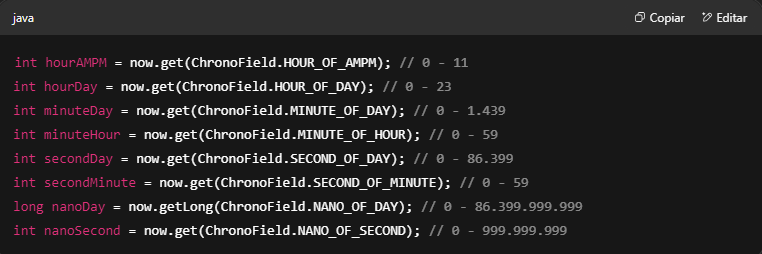 java
Copiar
Editar
int hourAMPM = now.get(ChronoField.HOUR_OF_AMPM); // 0 - 11
int hourDay = now.get(ChronoField.HOUR_OF_DAY); // 0 - 23
int minuteDay = now.get(ChronoField.MINUTE_OF_DAY); // 0 - 1.439
int minuteHour = now.get(ChronoField.MINUTE_OF_HOUR); // 0 - 59
int secondDay = now.get(ChronoField.SECOND_OF_DAY); // 0 - 86.399
int secondMinute = now.get(ChronoField.SECOND_OF_MINUTE); // 0 - 59
long nanoDay = now.getLong(ChronoField.NANO_OF_DAY); // 0 - 86.399.999.999
int nanoSecond = now.get(ChronoField.NANO_OF_SECOND); // 0 - 999.999.999